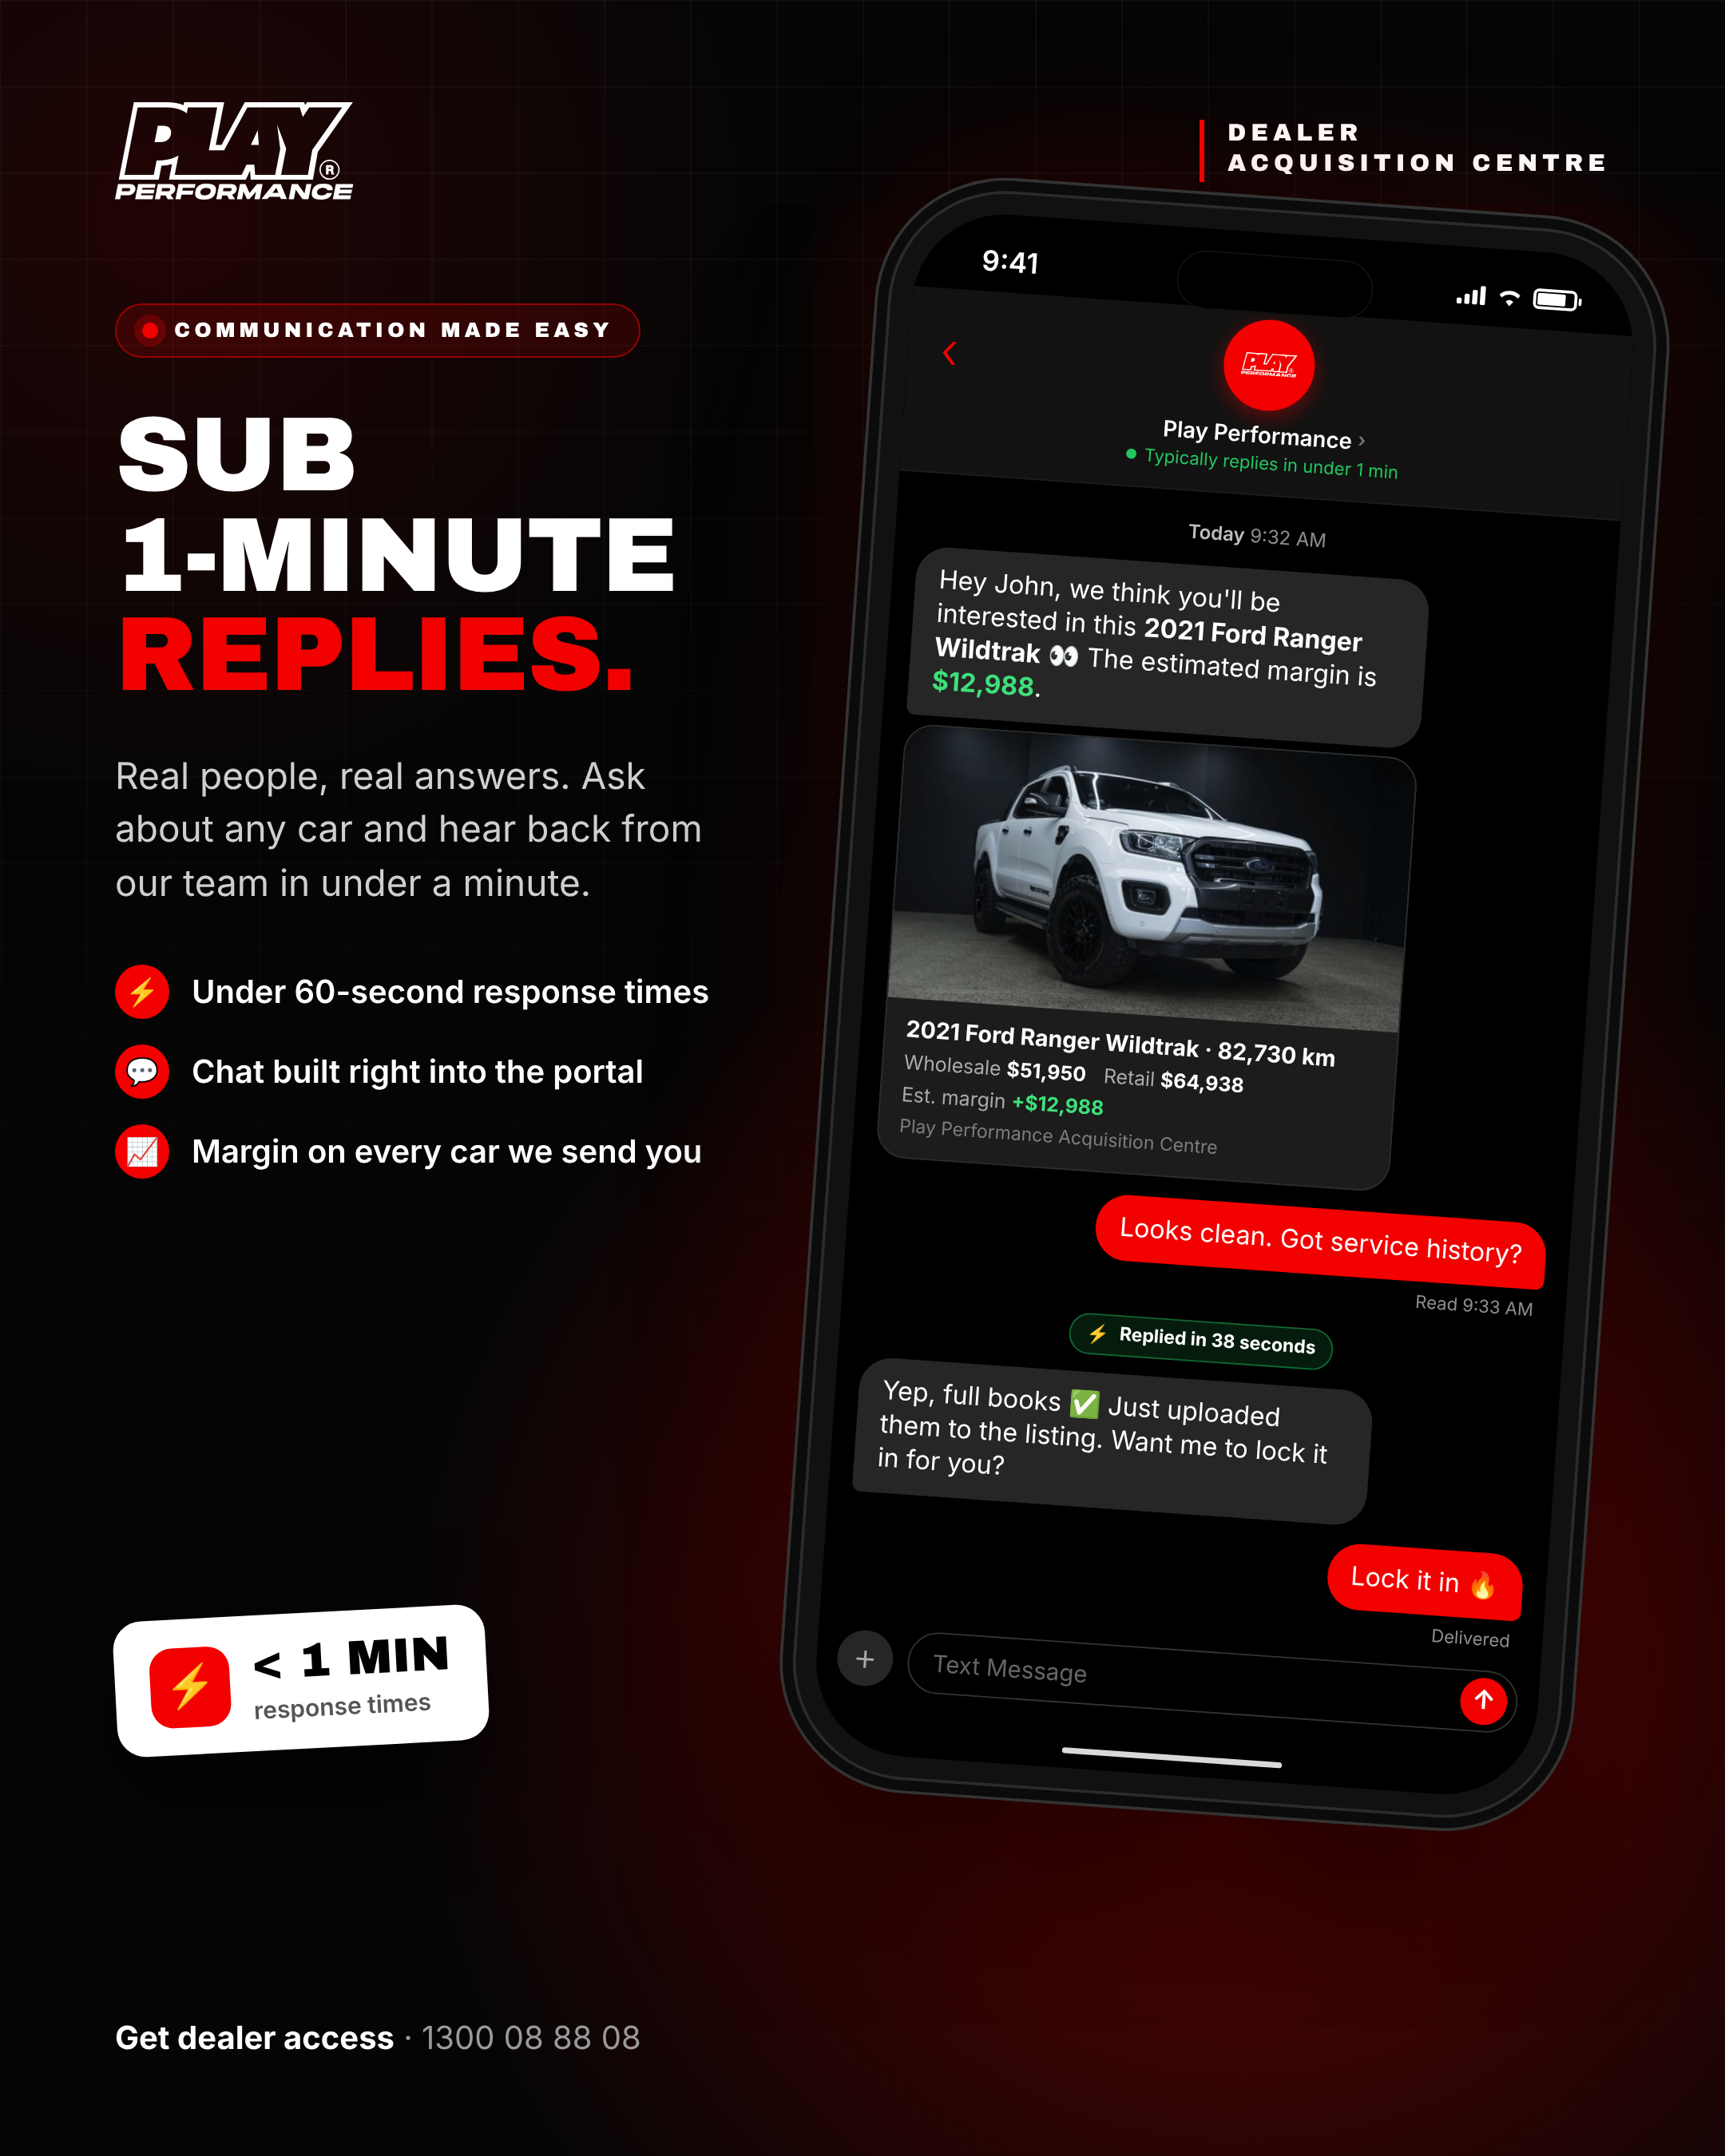 PLAY
PERFORMANCE
®
DEALER
ACQUISITION CENTRE
COMMUNICATION MADE EASY
SUB
1-MINUTE
REPLIES.
Real people, real answers. Ask
about any car and hear back from
our team in under a minute.
⚡ Under 60-second response times
💬 Chat built right into the portal
📈 Margin on every car we send you
⚡ < 1 MIN
response times
Get dealer access · 1300 08 88 08
9:41
PLAY
PERFORMANCE
Play Performance ›
Typically replies in under 1 min
Today 9:32 AM
Hey John, we think you'll be
interested in this 2021 Ford Ranger
Wildtrak 👀 The estimated margin is
$12,988.
2021 Ford Ranger Wildtrak · 82,730 km
Wholesale $51,950 Retail $64,938
Est. margin +$12,988
Play Performance Acquisition Centre
Looks clean. Got service history?
Read 9:33 AM
⚡ Replied in 38 seconds
Yep, full books ✅ Just uploaded
them to the listing. Want me to lock it
in for you?
Lock it in 🔥
Delivered
+ Text Message